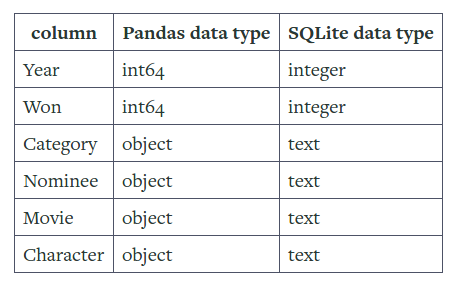 column Pandas data type SQLite data type
Year int64 integer
Won int64 integer
Category object text
Nominee object text
Movie object text
Character object text